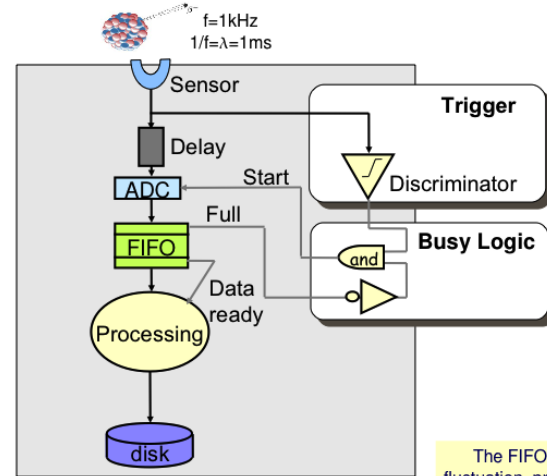 f=1kHz
1/f=λ=1ms
Sensor
Trigger
Delay
Discriminator
ADC
Start
Full
Busy Logic
FIFO
and
Data
ready
Processing
disk
The FIFO